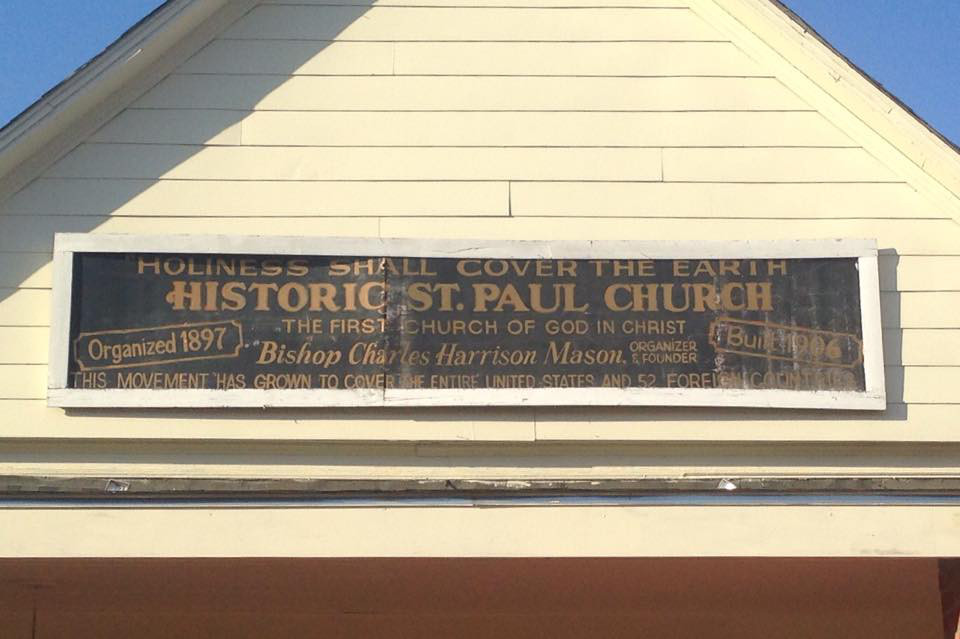 HOLINESS SHALL COVER THE EARTH
HISTORIC ST. PAUL CHURCH
THE FIRST CHURCH OF GOD IN CHRIST
Organized 1897
Bishop Charles Harrison Mason.
ORGANIZER
& FOUNDER
Built 1906
THIS MOVEMENT HAS GROWN TO COVER THE ENTIRE UNITED STATES AND 52 FOREIGN COUNTRIES